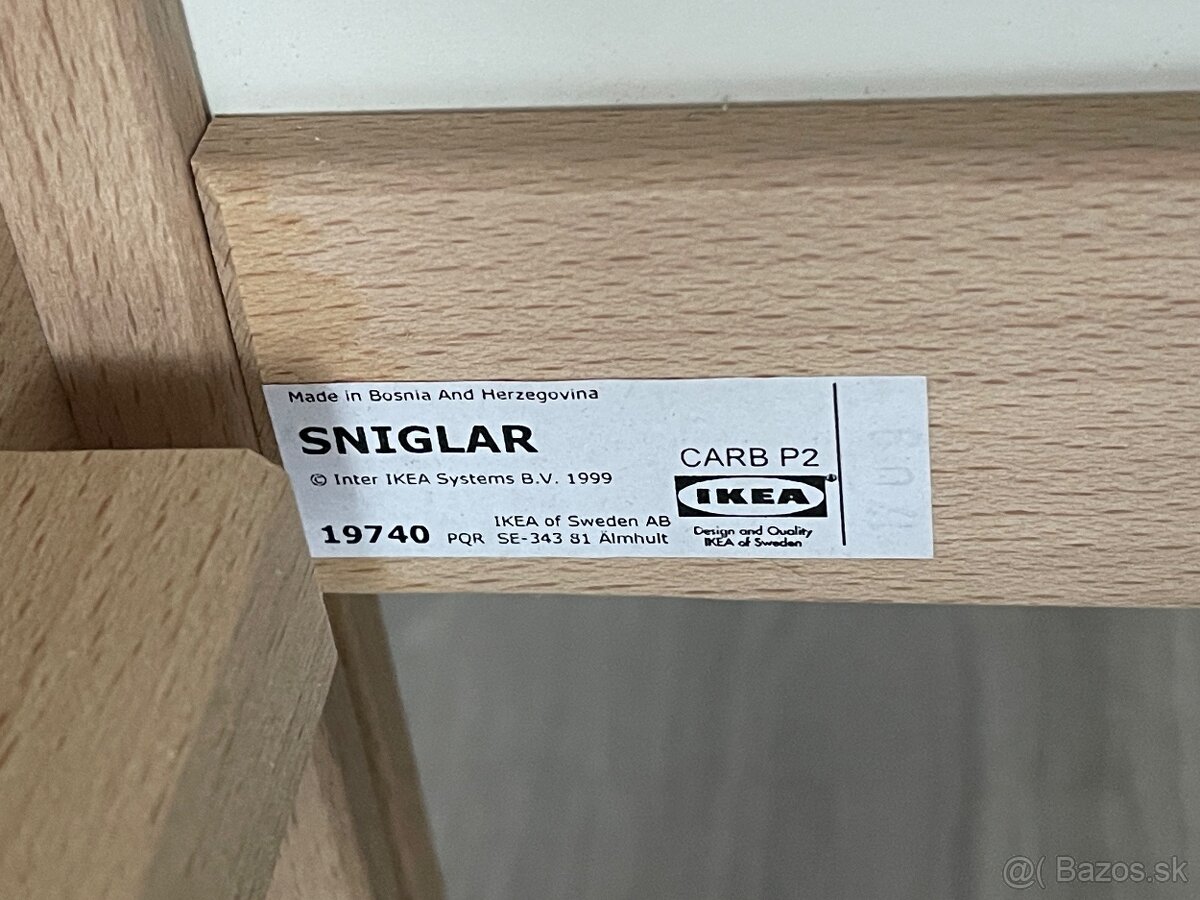 Made in Bosnia And Herzegovina
SNIGLAR
© Inter IKEA Systems B.V. 1999
19740 PQR
IKEA of Sweden AB
SE-343 81 Älmhult
CARB P2
IKEA®
Design and Quality
IKEA of Sweden
@( Bazos.sk